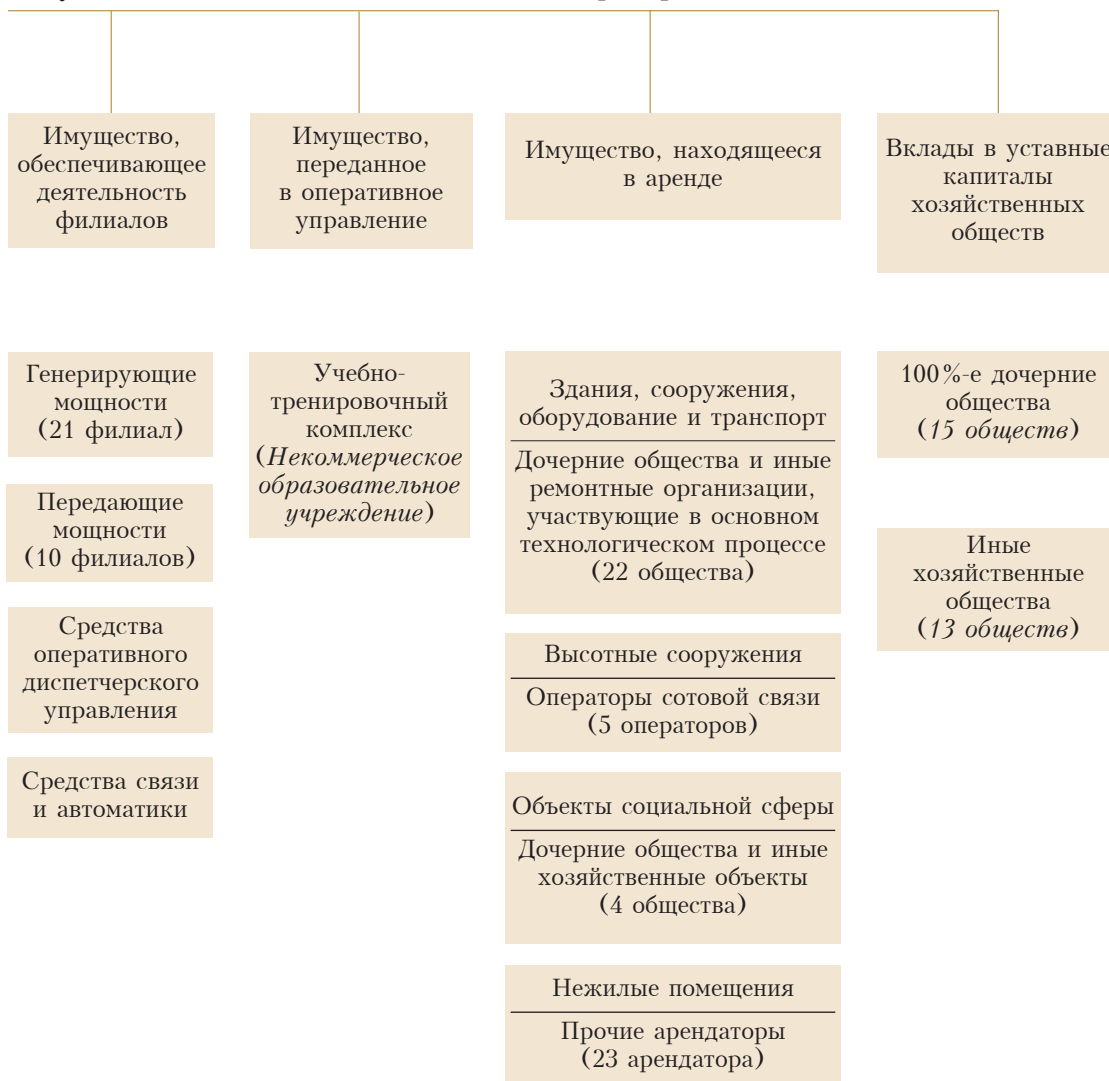 Имущество,
обеспечивающее
деятельность
филиалов
Имущество,
переданное
в оперативное
управление
Имущество, находящееся
в аренде
Вклады в уставные
капиталы
хозяйственных
обществ
Генерирующие
мощности
(21 филиал)
Передающие
мощности
(10 филиалов)
Средства
оперативного
диспетчерского
управления
Средства связи
и автоматики
Учебно-
тренировочный
комплекс
(Некоммерческое
образовательное
учреждение)
Здания, сооружения,
оборудование и транспорт
Дочерние общества и иные
ремонтные организации,
участвующие в основном
технологическом процессе
(22 общества)
Высотные сооружения
Операторы сотовой связи
(5 операторов)
Объекты социальной сферы
Дочерние общества и иные
хозяйственные объекты
(4 общества)
Нежилые помещения
Прочие арендаторы
(23 арендатора)
100%-е дочерние
общества
(15 обществ)
Иные
хозяйственные
общества
(13 обществ)